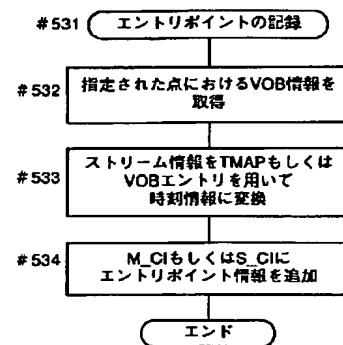 #531 エントリポイントの記録
#532 指定された点におけるVOB情報を
取得
#533 ストリーム情報をTMAPもしくは
VOBエントリを用いて
時刻情報に変換
#534 M_CIもしくはS_CIに
エントリポイント情報を追加
エンド